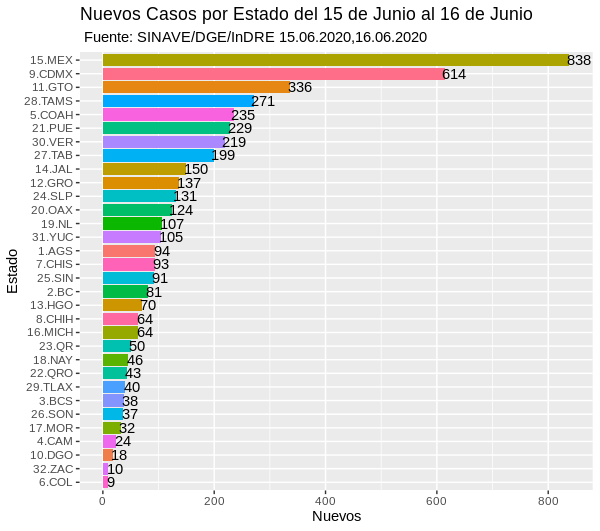 Nuevos Casos por Estado del 15 de Junio al 16 de Junio
Fuente: SINAVE/DGE/InDRE 15.06.2020,16.06.2020
Estado
15.MEX 838
9.CDMX 614
11.GTO 336
28.TAMS 271
5.COAH 235
21.PUE 229
30.VER 219
27.TAB 199
14.JAL 150
12.GRO 137
24.SLP 131
20.OAX 124
19.NL 107
31.YUC 105
1.AGS 94
7.CHIS 93
25.SIN 91
2.BC 81
13.HGO 70
8.CHIH 64
16.MICH 64
23.QR 50
18.NAY 46
22.QRO 43
29.TLAX 40
3.BCS 38
26.SON 37
17.MOR 32
4.CAM 24
10.DGO 18
32.ZAC 10
6.COL 9
0 200 400 600 800
Nuevos